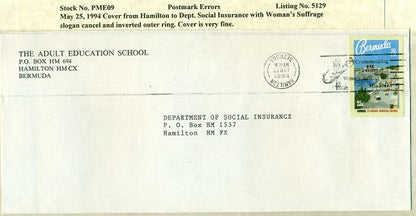 Stock No. PME09 Postmark Errors Listing No. 5129
May 25, 1994 Cover from Hamilton to Dept. Social Insurance with Woman's Suffrage
slogan cancel and inverted outer ring. Cover is very fine.
THE ADULT EDUCATION SCHOOL
P.O. BOX HM 694
HAMILTON HM CX
BERMUDA
Bermuda
DEPARTMENT OF SOCIAL INSURANCE
P. O. Box HM 1537
Hamilton HM FX